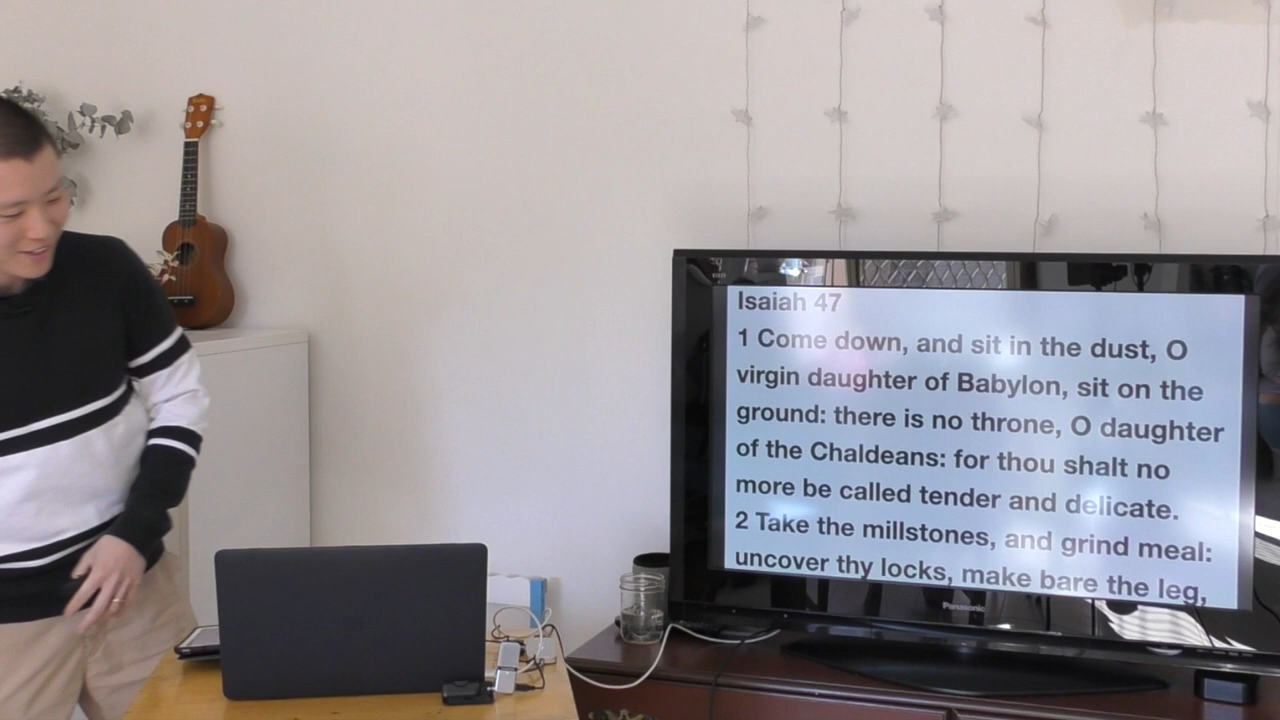 Isaiah 47
1 Come down, and sit in the dust, O
virgin daughter of Babylon, sit on the
ground: there is no throne, O daughter
of the Chaldeans: for thou shalt no
more be called tender and delicate.
2 Take the millstones, and grind meal:
uncover thy locks, make bare the leg,
Panasonic